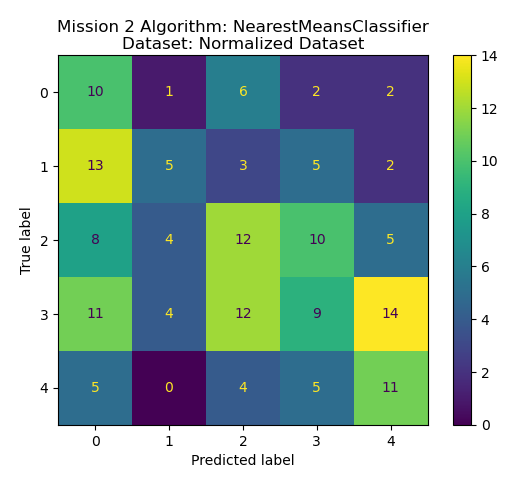 Mission 2 Algorithm: NearestMeansClassifier
Dataset: Normalized Dataset
0 10 1 6 2 2
1 13 5 3 5 2
2 8 4 12 10 5
3 11 4 12 9 14
4 5 0 4 5 11
0 1 2 3 4
True label
Predicted label
14
12
10
8
6
4
2
0